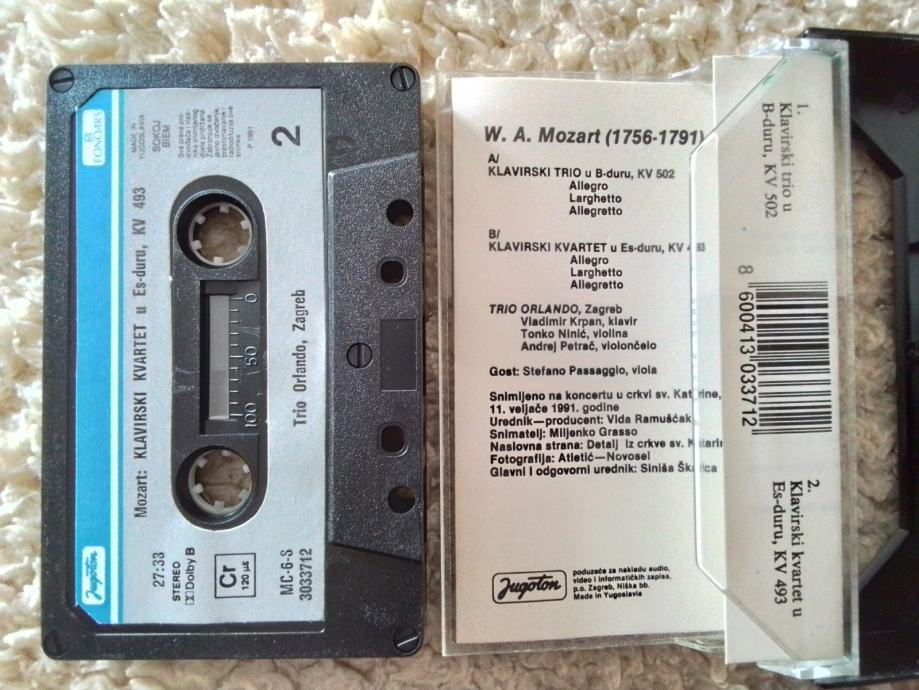 EJ
FONOARS
MADE IN
YUGOSLAVIA
SOKOJ
BIEM
P 1991
2
Mozart: KLAVIRSKI KVARTET u Es-duru, KV 493
0
50
100
Trio Orlando, Zagreb
Jugoton
27:33
STEREO
Dolby B
Cr
120 µs
MC-6-S
3033712
W. A. Mozart (1756-1791)
A/
KLAVIRSKI TRIO u B-duru, KV 502
Allegro
Larghetto
Allegretto
B/
KLAVIRSKI KVARTET u Es-duru, KV 493
Allegro
Larghetto
Allegretto
TRIO ORLANDO, Zagreb
Vladimir Krpan, klavir
Tonko Ninić, violina
Andrej Petrač, violončelo
Gost: Stefano Passaggio, viola
Snimljeno na koncertu u crkvi sv. Katarine,
11. veljače 1991. godine
Urednik—producent: Vida Ramušćak
Snimatelj: Miljenko Grasso
Naslovna strana: Detalj iz crkve sv.
Fotografija: Atletić—Novosel
Glavni i odgovorni urednik: Siniša
Jugoton
poduzeće za nakladu audio,
video i informatičkih zapisa,
p.o. Zagreb, Niška bb.
Made in Yugoslavia
1.
Klavirski trio u
B-duru, KV 502
8 600413 033712
2.
Klavirski kvartet u
Es-duru, KV 493